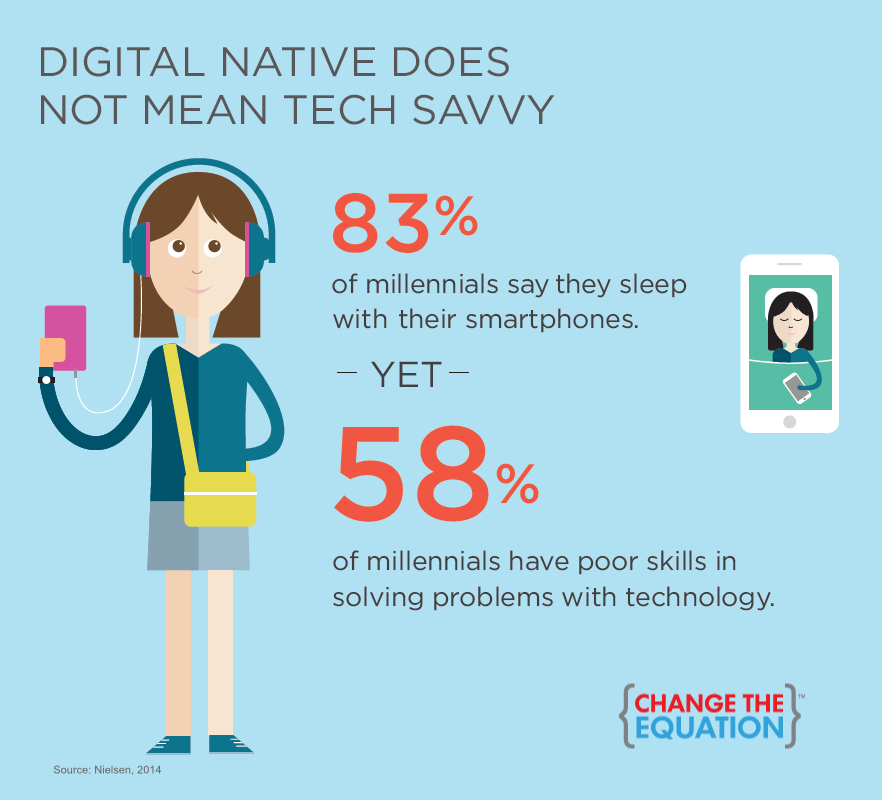 DIGITAL NATIVE DOES
NOT MEAN TECH SAVVY
83%
of millennials say they sleep
with their smartphones.
— YET —
58%
of millennials have poor skills in
solving problems with technology.
{CHANGE THE
EQUATION}™
Source: Nielsen, 2014